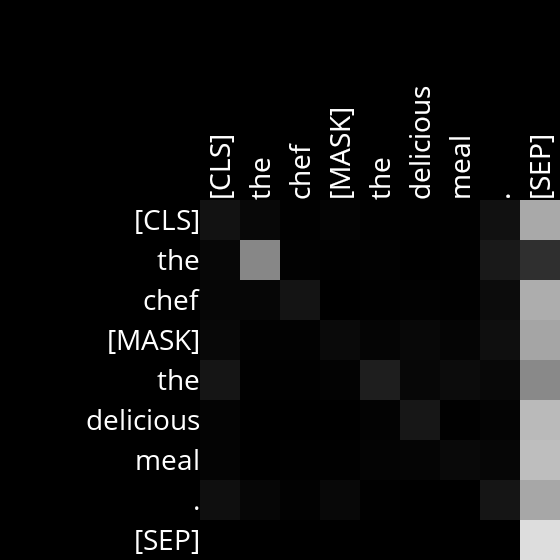 [CLS] the chef [MASK] the delicious meal . [SEP]
[CLS]
the
chef
[MASK]
the
delicious
meal
.
[SEP]